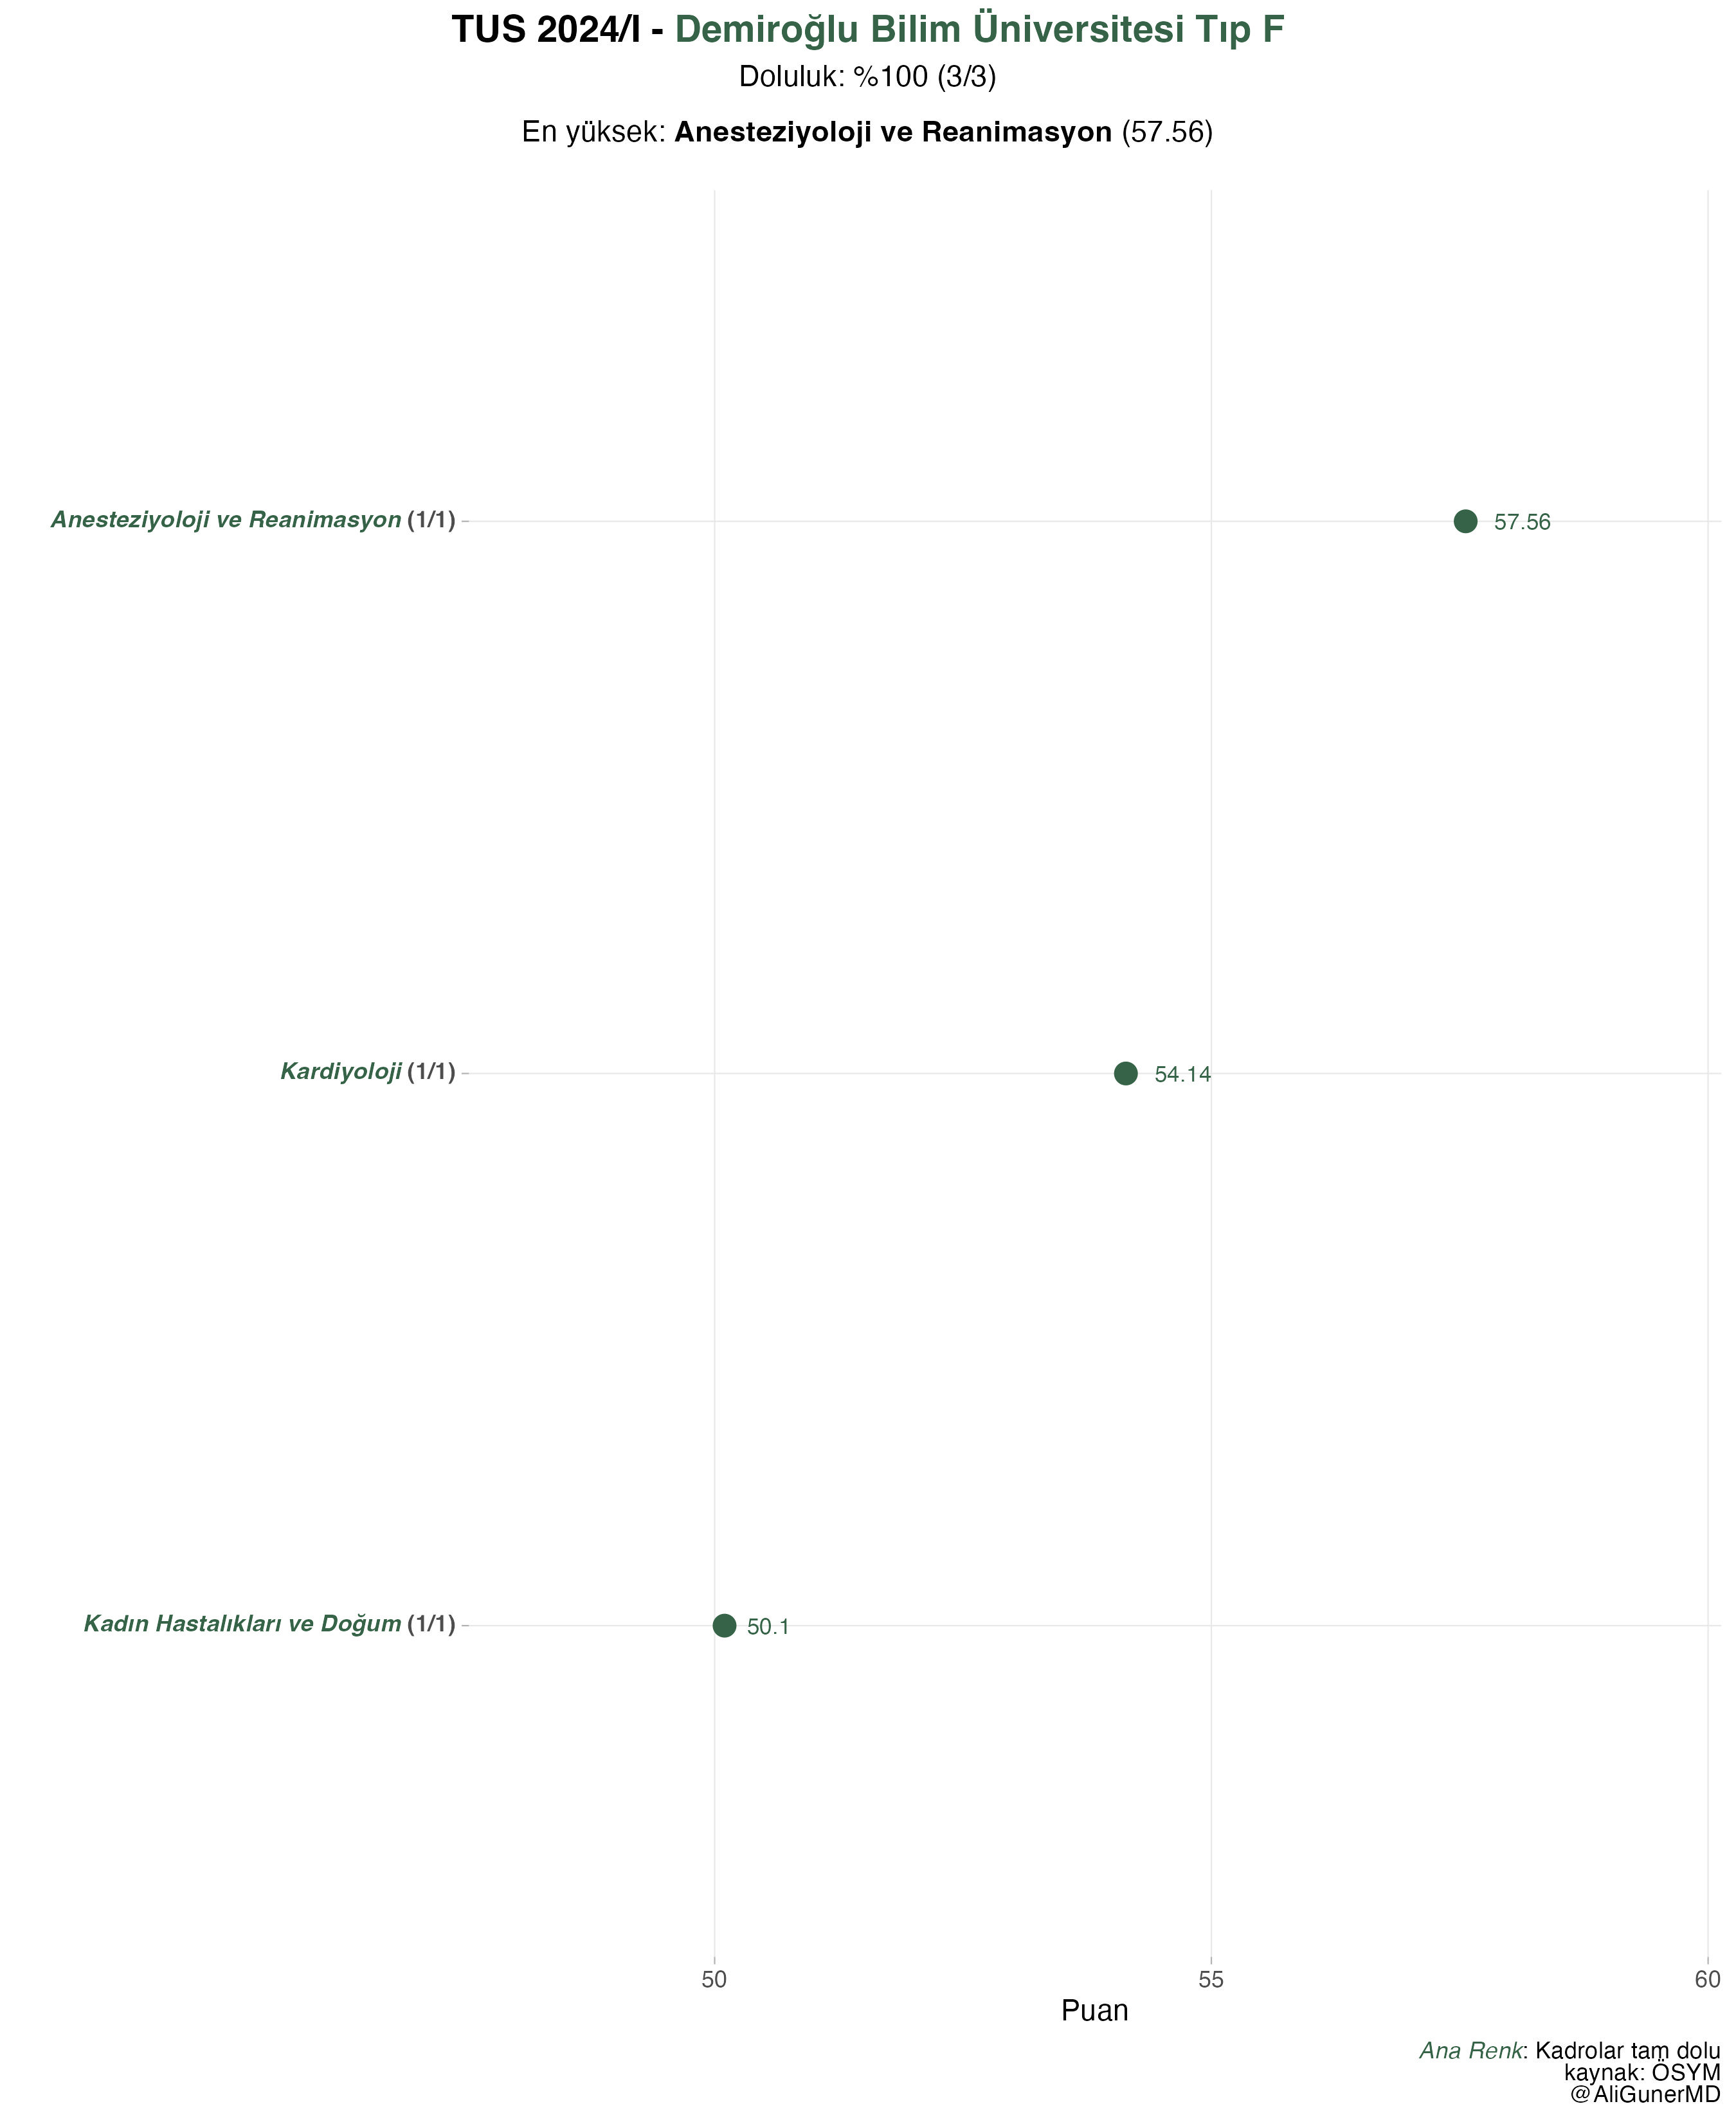 TUS 2024/I - Demiroğlu Bilim Üniversitesi Tıp F
Doluluk: %100 (3/3)
En yüksek: Anesteziyoloji ve Reanimasyon (57.56)
Anesteziyoloji ve Reanimasyon (1/1)
57.56
Kardiyoloji (1/1)
54.14
Kadın Hastalıkları ve Doğum (1/1)
50.1
50 55 60
Puan
Ana Renk: Kadrolar tam dolu
kaynak: ÖSYM
@AliGunerMD